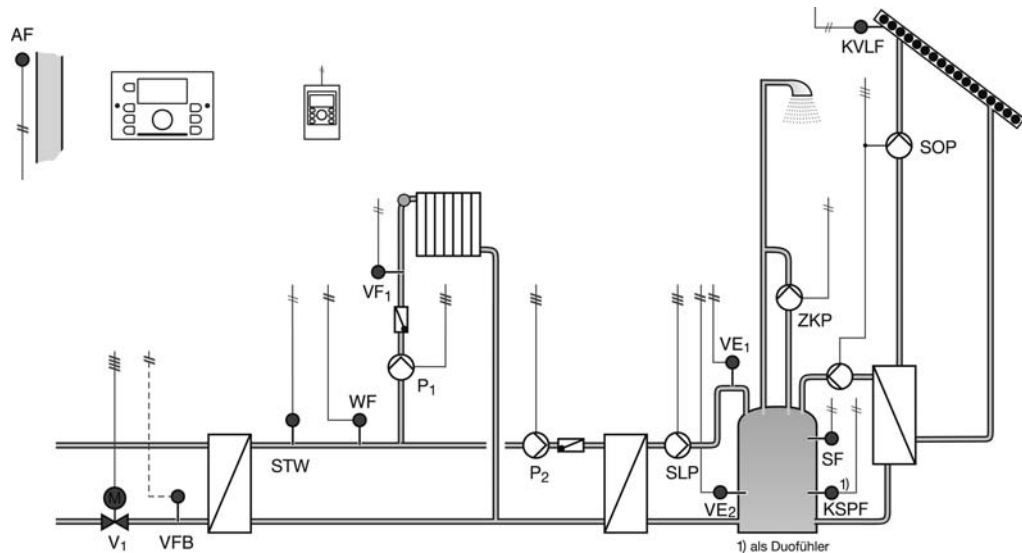 AF
KVLF
SOP
VF1
ZKP
VE1
P1
WF
STW
P2
SLP
SF
M
1)
VE2
KSPF
V1
VFB
1) als Duofühler